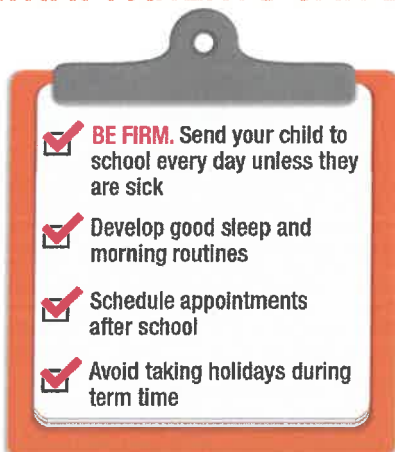 BE FIRM. Send your child to
school every day unless they
are sick
Develop good sleep and
morning routines
Schedule appointments
after school
Avoid taking holidays during
term time